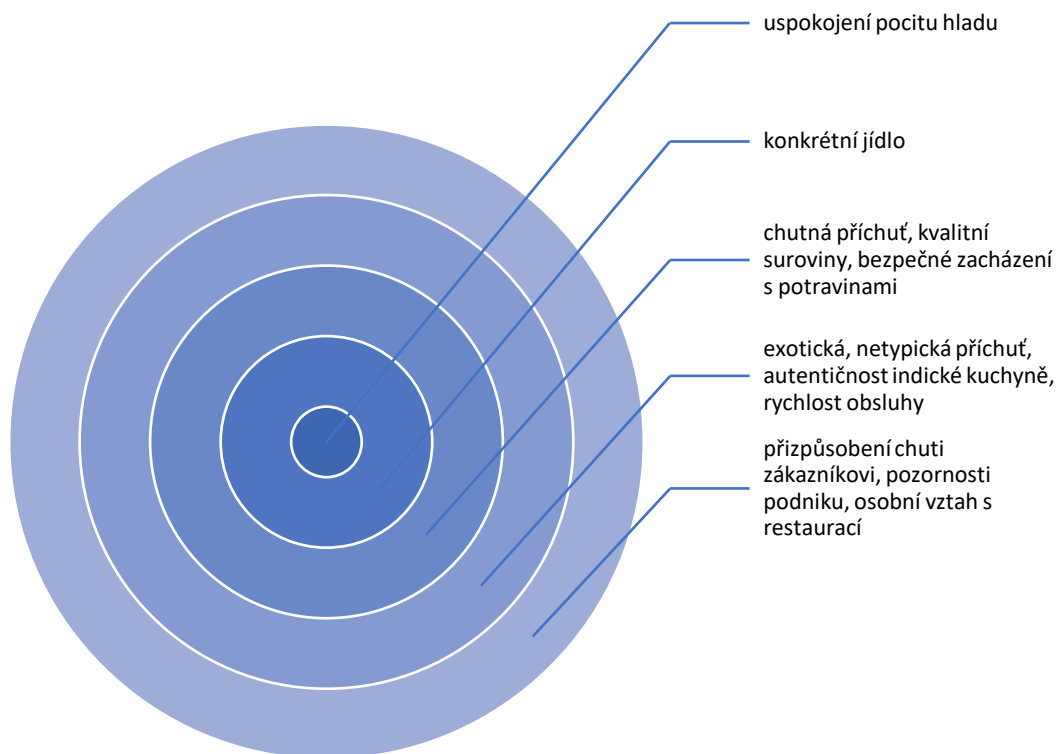 uspokojení pocitu hladu
konkrétní jídlo
chutná příchuť, kvalitní
suroviny, bezpečné zacházení
s potravinami
exotická, netypická příchuť,
autentičnost indické kuchyně,
rychlost obsluhy
přizpůsobení chuti
zákazníkovi, pozornosti
podniku, osobní vztah s
restaurací